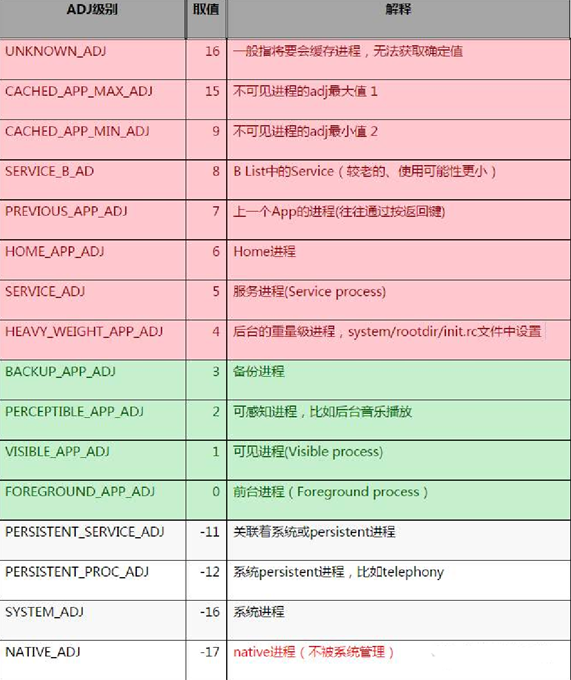 ADJ级别 取值 解释
UNKNOWN_ADJ 16 一般指将要会缓存进程，无法获取确定值
CACHED_APP_MAX_ADJ 15 不可见进程的adj最大值 1
CACHED_APP_MIN_ADJ 9 不可见进程的adj最小值 2
SERVICE_B_AD 8 B List中的Service（较老的、使用可能性更小）
PREVIOUS_APP_ADJ 7 上一个App的进程(往往通过按返回键)
HOME_APP_ADJ 6 Home进程
SERVICE_ADJ 5 服务进程(Service process)
HEAVY_WEIGHT_APP_ADJ 4 后台的重量级进程，system/rootdir/init.rc文件中设置
BACKUP_APP_ADJ 3 备份进程
PERCEPTIBLE_APP_ADJ 2 可感知进程，比如后台音乐播放
VISIBLE_APP_ADJ 1 可见进程(Visible process)
FOREGROUND_APP_ADJ 0 前台进程（Foreground process）
PERSISTENT_SERVICE_ADJ -11 关联着系统或persistent进程
PERSISTENT_PROC_ADJ -12 系统persistent进程，比如telephony
SYSTEM_ADJ -16 系统进程
NATIVE_ADJ -17 native进程（不被系统管理）